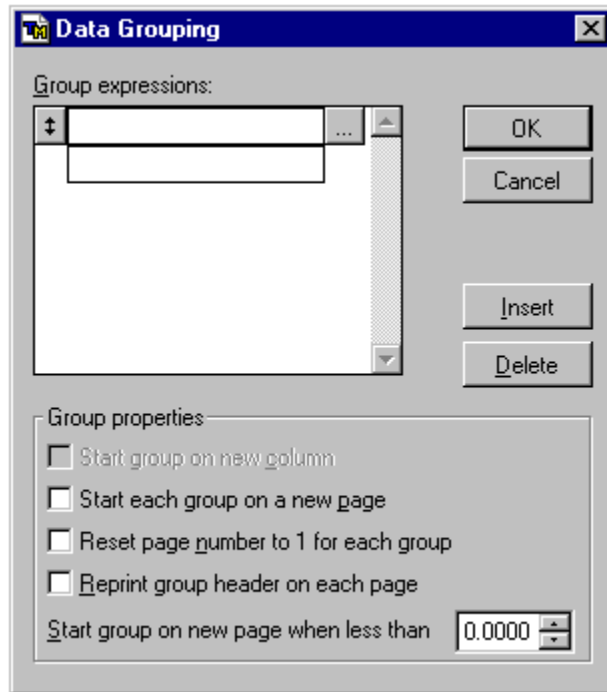 TM Data Grouping
Group expressions:
...
OK
Cancel
Insert
Delete
Group properties
Start group on new column
Start each group on a new page
Reset page number to 1 for each group
Reprint group header on each page
Start group on new page when less than 0.0000